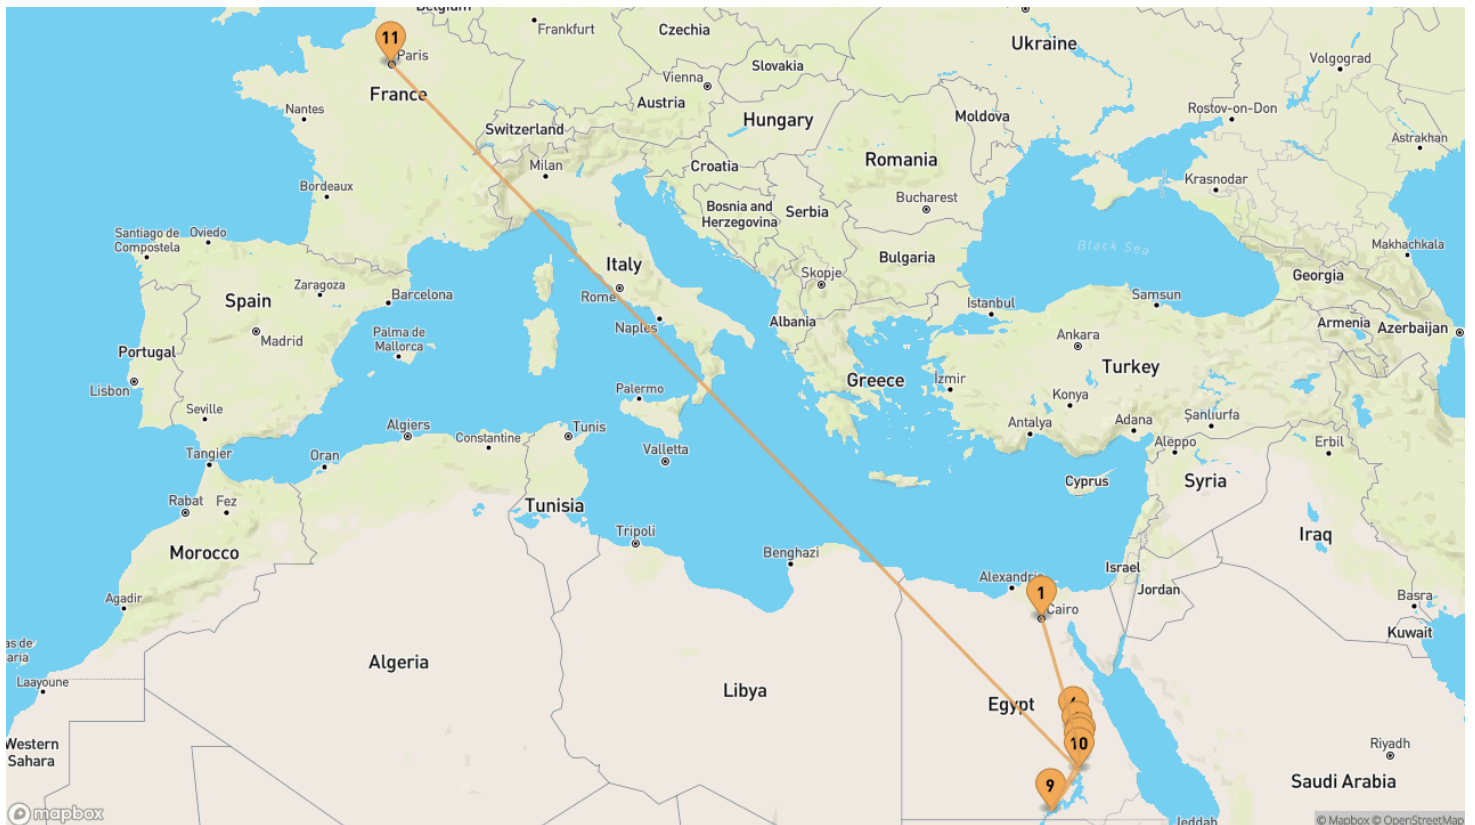 Belgium
Frankfurt
Czechia
Ukraine
11
Paris
Slovakia
Volgograd
France
Vienna
Austria
Nantes
Hungary
Moldova
Rostov-on-Don
Switzerland
Astrakhan
Milan
Croatia
Romania
Krasnodar
Bordeaux
Bucharest
Bosnia and
Herzegovina
Serbia
Santiago de
Compostela
Oviedo
Black Sea
Makhachkala
Bulgaria
Italy
Skopje
Georgia
Zaragoza
Barcelona
Rome
Istanbul
Samsun
Spain
Naples
Albania
Armenia
Azerbaijan
Madrid
Palma de
Mallorca
Ankara
Portugal
Turkey
Lisbon
Palermo
Greece
İzmir
Konya
Seville
Şanlıurfa
Algiers
Constantine
Tunis
Antalya
Adana
Tangier
Oran
Valletta
Aleppo
Erbil
Cyprus
Syria
Rabat
Fez
Tunisia
Tripoli
Iraq
Morocco
Benghazi
Israel
Alexandria
Jordan
Agadir
1
Cairo
Basra
Kuwait
as de
aria
Algeria
Laayoune
Libya
Egypt
Western
Sahara
10
Riyadh
9
Saudi Arabia
mapbox
Jeddah
© Mapbox © OpenStreetMap